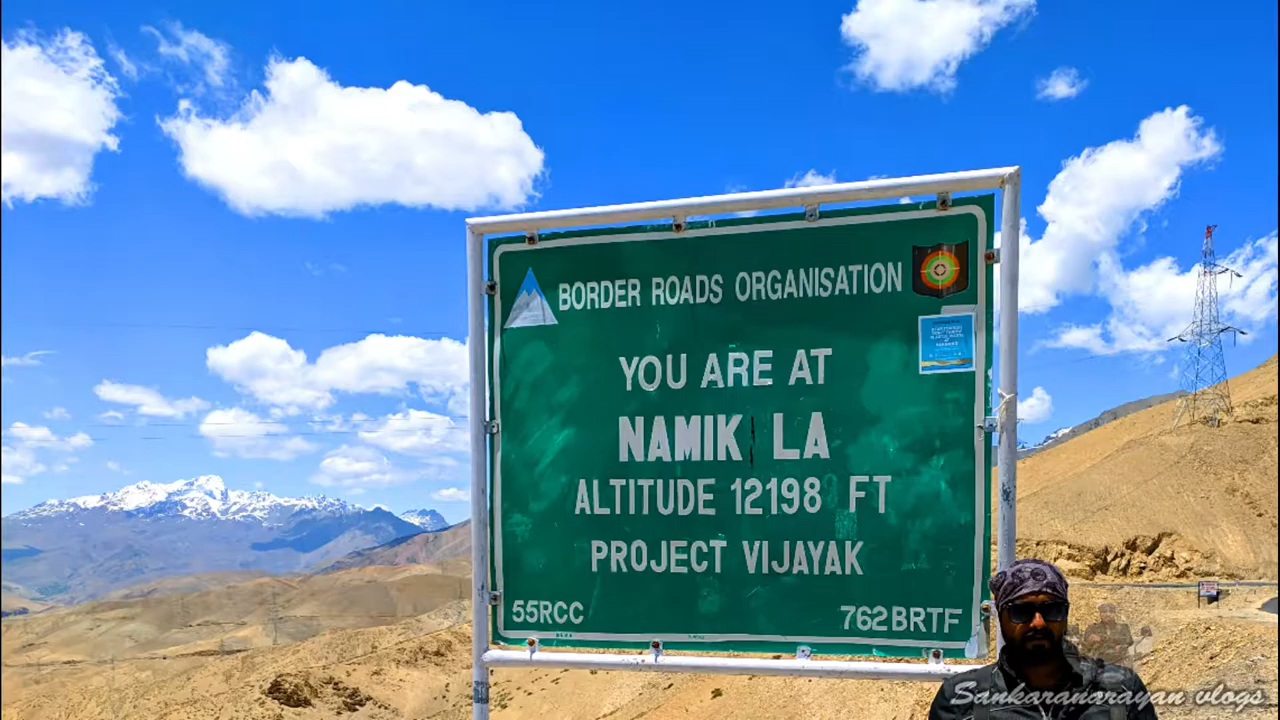 BORDER ROADS ORGANISATION
YOU ARE AT
NAMIK LA
ALTITUDE 12198 FT
PROJECT VIJAYAK
55RCC 762BRTF
Sankaranarayan vlogs